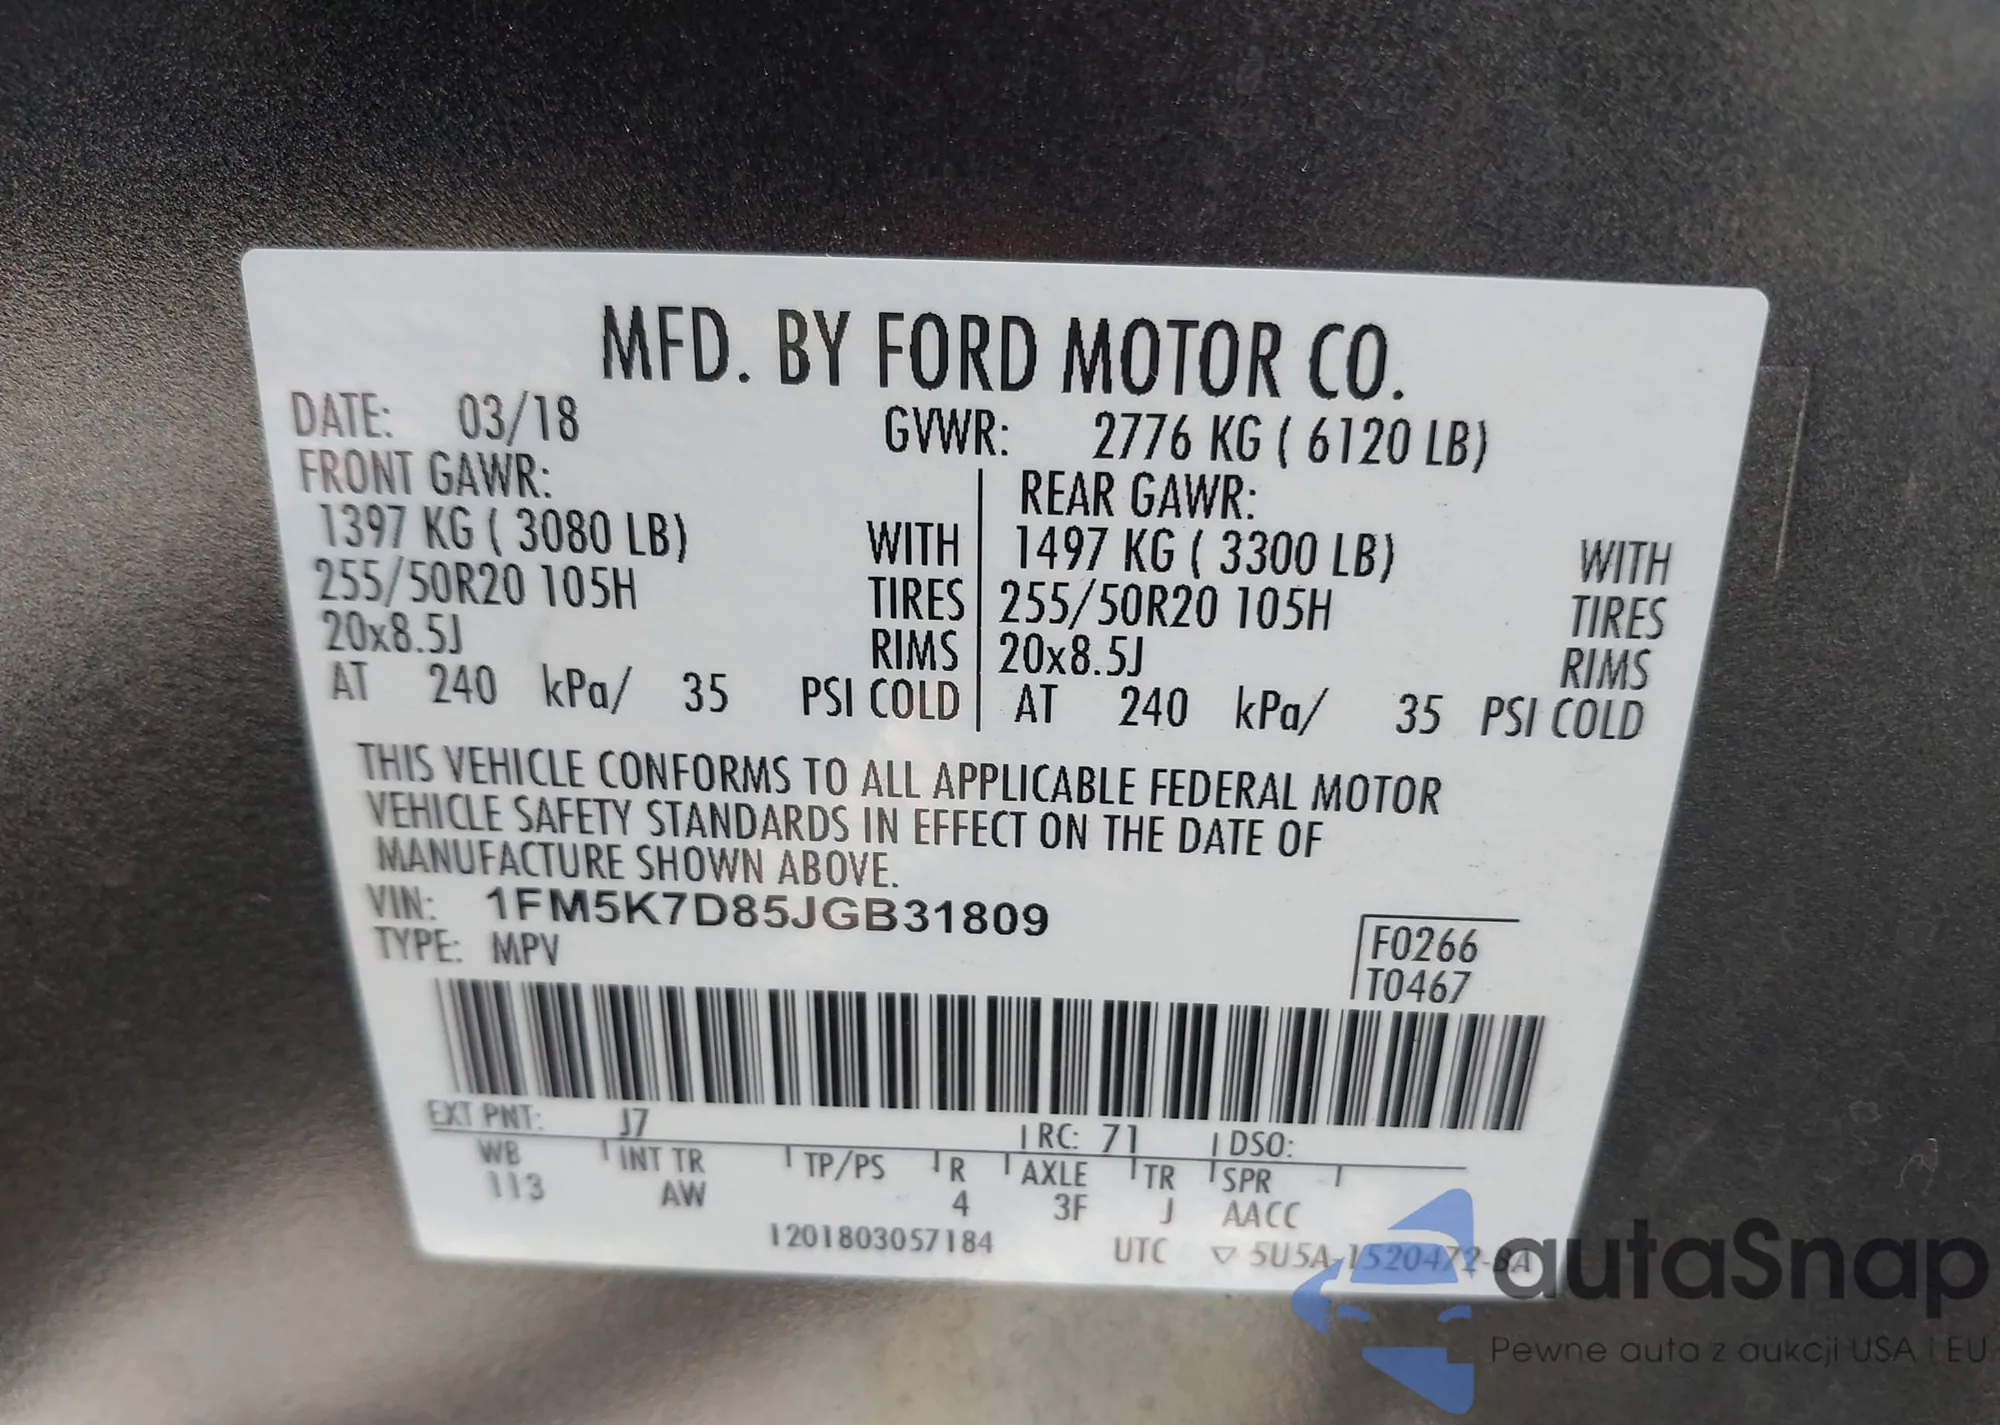 MFD. BY FORD MOTOR CO.
DATE: 03/18 GVWR: 2776 KG ( 6120 LB)
FRONT GAWR: REAR GAWR:
1397 KG ( 3080 LB) WITH 1497 KG ( 3300 LB) WITH
255/50R20 105H TIRES 255/50R20 105H TIRES
20x8.5J RIMS 20x8.5J RIMS
AT 240 kPa/ 35 PSI COLD AT 240 kPa/ 35 PSI COLD
THIS VEHICLE CONFORMS TO ALL APPLICABLE FEDERAL MOTOR
VEHICLE SAFETY STANDARDS IN EFFECT ON THE DATE OF
MANUFACTURE SHOWN ABOVE.
VIN: 1FM5K7D85JGB31809
TYPE: MPV
F0266
T0467
EXT PNT: J7 RC: 71 DSO:
WB INT TR TP/PS R AXLE TR SPR
113 AW 4 3F J AACC
1201803057184 UTC ▽ 5U5A-1520472-BA
autaSnap
Pewne auta z aukcji USA i EU